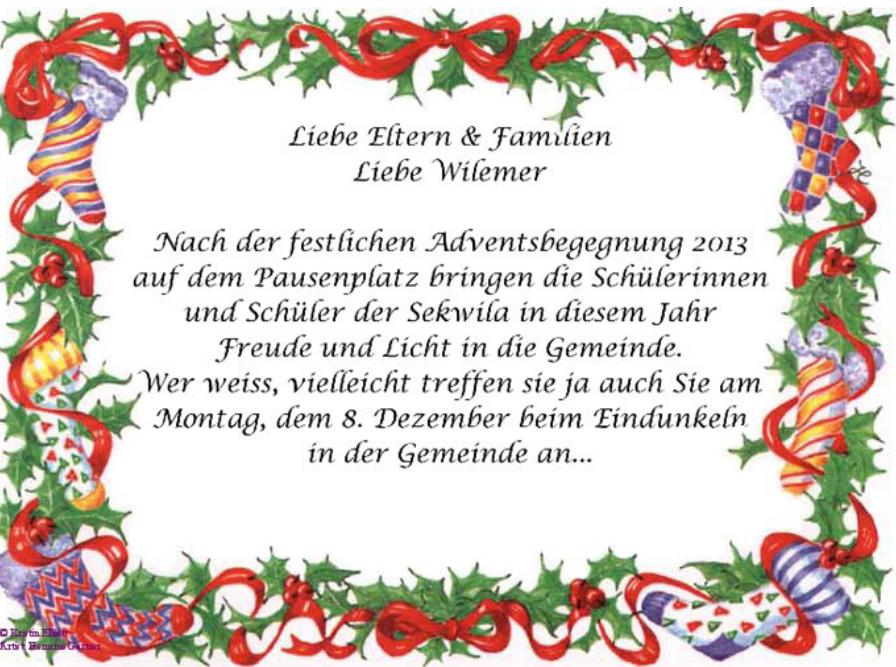 Liebe Eltern & Familien
Liebe Wilemer
Nach der festlichen Adventsbegegnung 2013
auf dem Pausenplatz bringen die Schülerinnen
und Schüler der Sekwila in diesem Jahr
Freude und Licht in die Gemeinde.
Wer weiss, vielleicht treffen sie ja auch Sie am
Montag, dem 8. Dezember beim Eindunkeln
in der Gemeinde an...
©